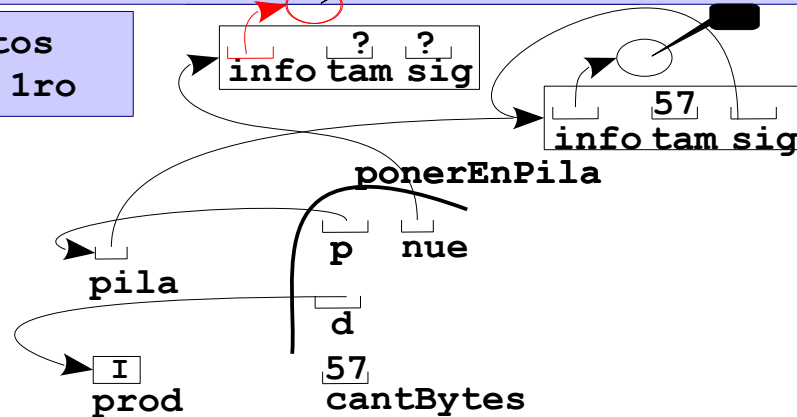 tos
1ro
? ?
info tam sig
57
info tam sig
ponerEnPila
p nue
pila
d
I
prod
57
cantBytes